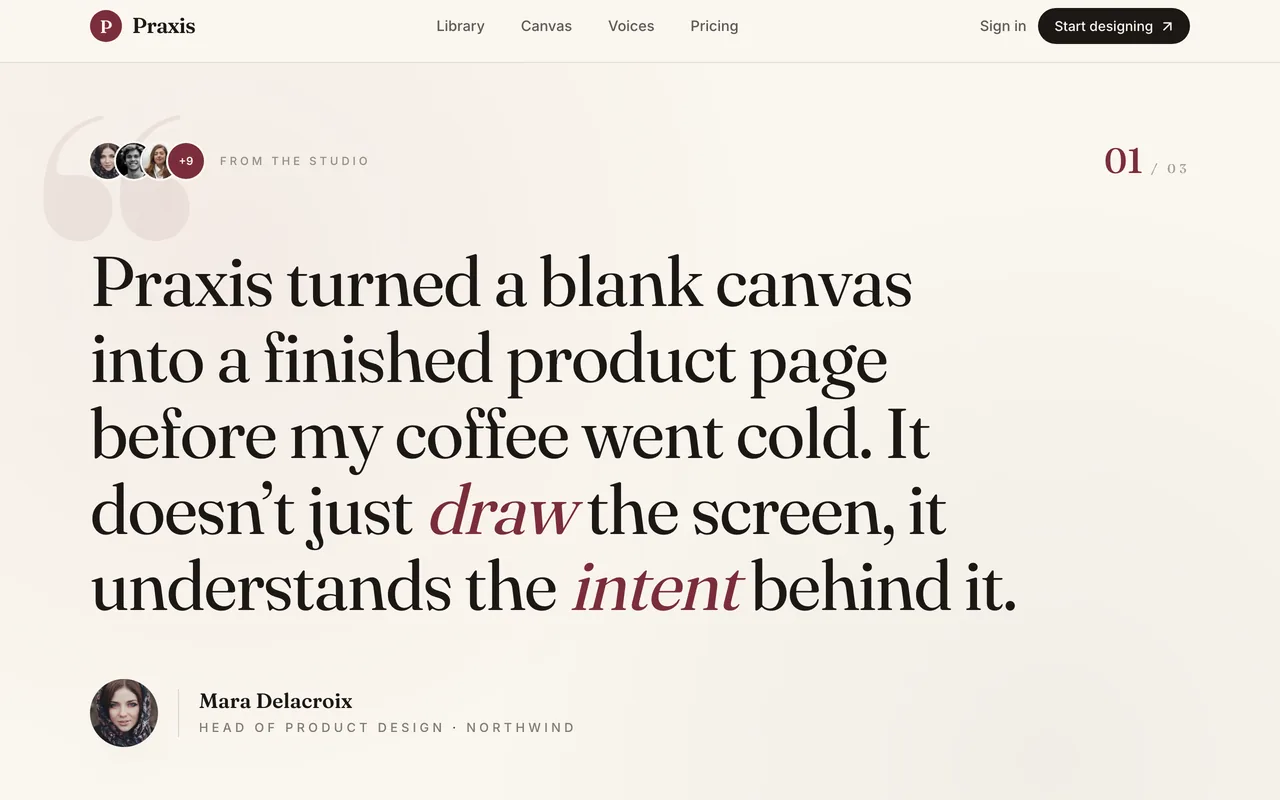 P Praxis Library Canvas Voices Pricing Sign in Start designing
+9 FROM THE STUDIO 01 / 03
Praxis turned a blank canvas
into a finished product page
before my coffee went cold. It
doesn’t just draw the screen, it
understands the intent behind it.
Mara Delacroix
HEAD OF PRODUCT DESIGN · NORTHWIND